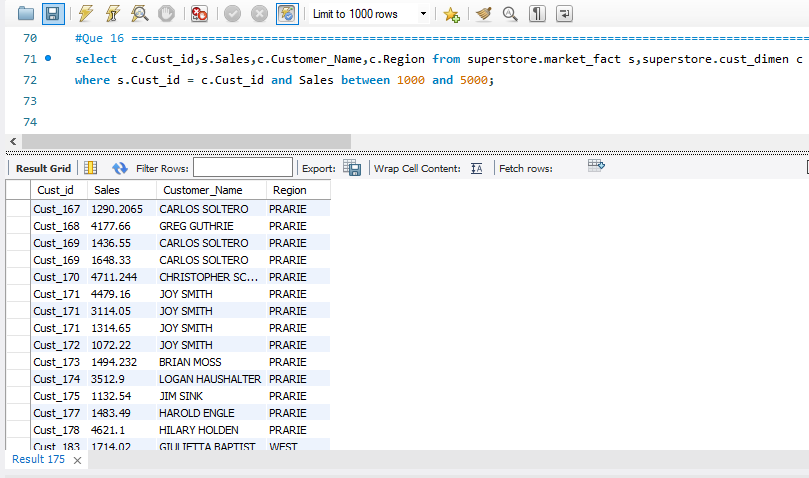 Limit to 1000 rows
70 #Que 16 ================================================================================
71 select c.Cust_id,s.Sales,c.Customer_Name,c.Region from superstore.market_fact s,superstore.cust_dimen c
72 where s.Cust_id = c.Cust_id and Sales between 1000 and 5000;
73
74
Result Grid Filter Rows: Export: Wrap Cell Content: IA Fetch rows:
Cust_id Sales Customer_Name Region
Cust_167 1290.2065 CARLOS SOLTERO PRARIE
Cust_168 4177.66 GREG GUTHRIE PRARIE
Cust_169 1436.55 CARLOS SOLTERO PRARIE
Cust_169 1648.33 CARLOS SOLTERO PRARIE
Cust_170 4711.244 CHRISTOPHER SC... PRARIE
Cust_171 4479.16 JOY SMITH PRARIE
Cust_171 3114.05 JOY SMITH PRARIE
Cust_171 1314.65 JOY SMITH PRARIE
Cust_172 1072.22 JOY SMITH PRARIE
Cust_173 1494.232 BRIAN MOSS PRARIE
Cust_174 3512.9 LOGAN HAUSHALTER PRARIE
Cust_175 1132.54 JIM SINK PRARIE
Cust_177 1483.49 HAROLD ENGLE PRARIE
Cust_178 4621.1 HILARY HOLDEN PRARIE
Cust_183 1714.02 GIULIETTA BAPTIST WEST
Result 175